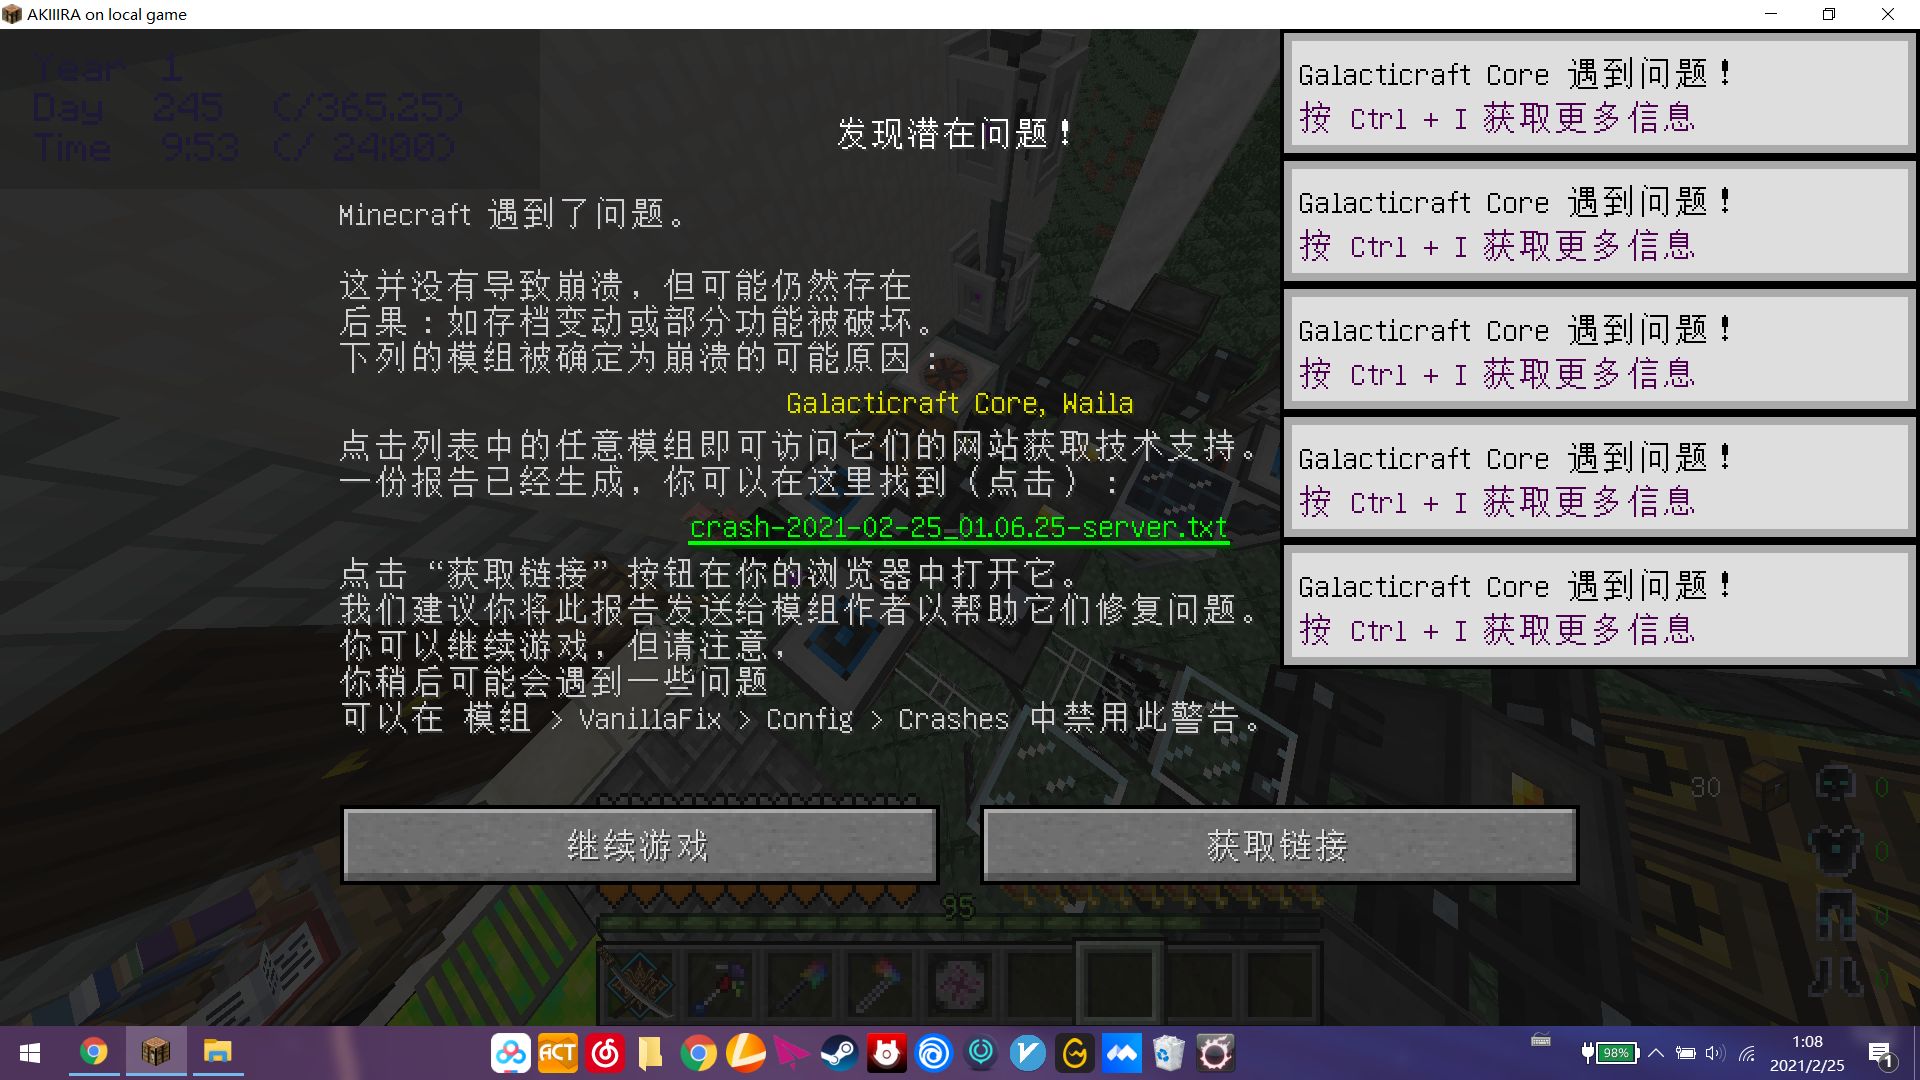 AKIIIRA on local game
Year 1
Day 245 (/365.25)
Time 9:53 (/ 24:00)
发现潜在问题！
Minecraft 遇到了问题。
这并没有导致崩溃，但可能仍然存在
后果：如存档变动或部分功能被破坏。
下列的模组被确定为崩溃的可能原因：
Galacticraft Core, Waila
点击列表中的任意模组即可访问它们的网站获取技术支持。
一份报告已经生成，你可以在这里找到（点击）：
crash-2021-02-25_01.06.25-server.txt
点击“获取链接”按钮在你的浏览器中打开它。
我们建议你将此报告发送给模组作者以帮助它们修复问题。
你可以继续游戏，但请注意，
你稍后可能会遇到一些问题
可以在 模组 > VanillaFix > Config > Crashes 中禁用此警告。
继续游戏
获取链接
Galacticraft Core 遇到问题！
按 Ctrl + I 获取更多信息
Galacticraft Core 遇到问题！
按 Ctrl + I 获取更多信息
Galacticraft Core 遇到问题！
按 Ctrl + I 获取更多信息
Galacticraft Core 遇到问题！
按 Ctrl + I 获取更多信息
Galacticraft Core 遇到问题！
按 Ctrl + I 获取更多信息
30
0
0
0
0
95
ACT
98%
1:08
2021/2/25
1